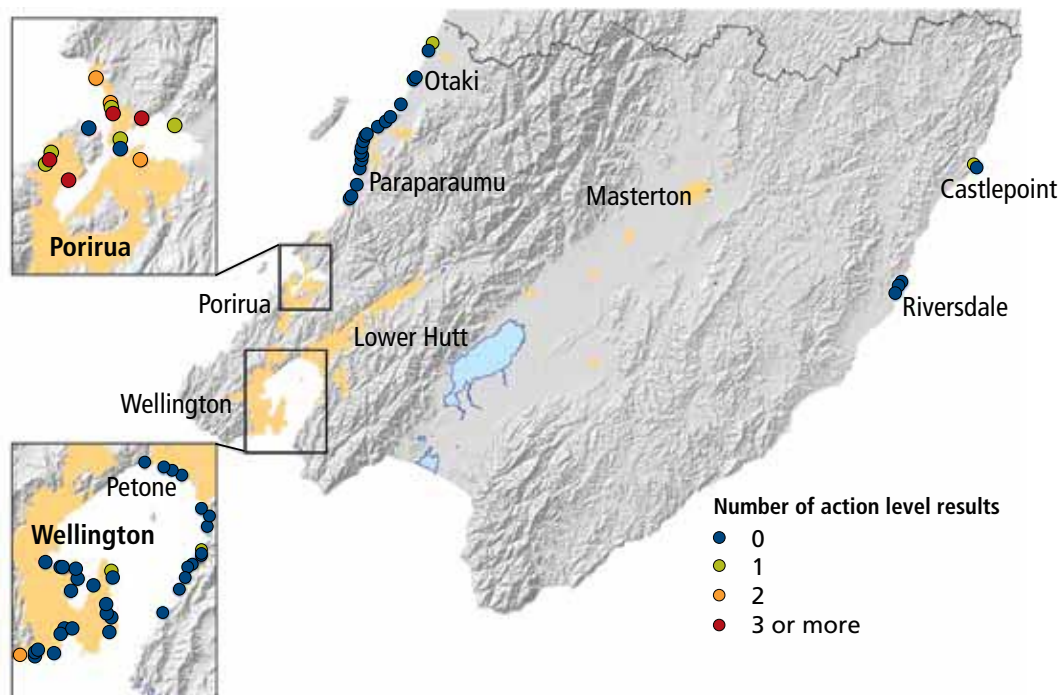 Otaki
Paraparaumu
Masterton
Castlepoint
Porirua
Riversdale
Porirua
Lower Hutt
Wellington
Petone
Wellington
Number of action level results
0
1
2
3 or more